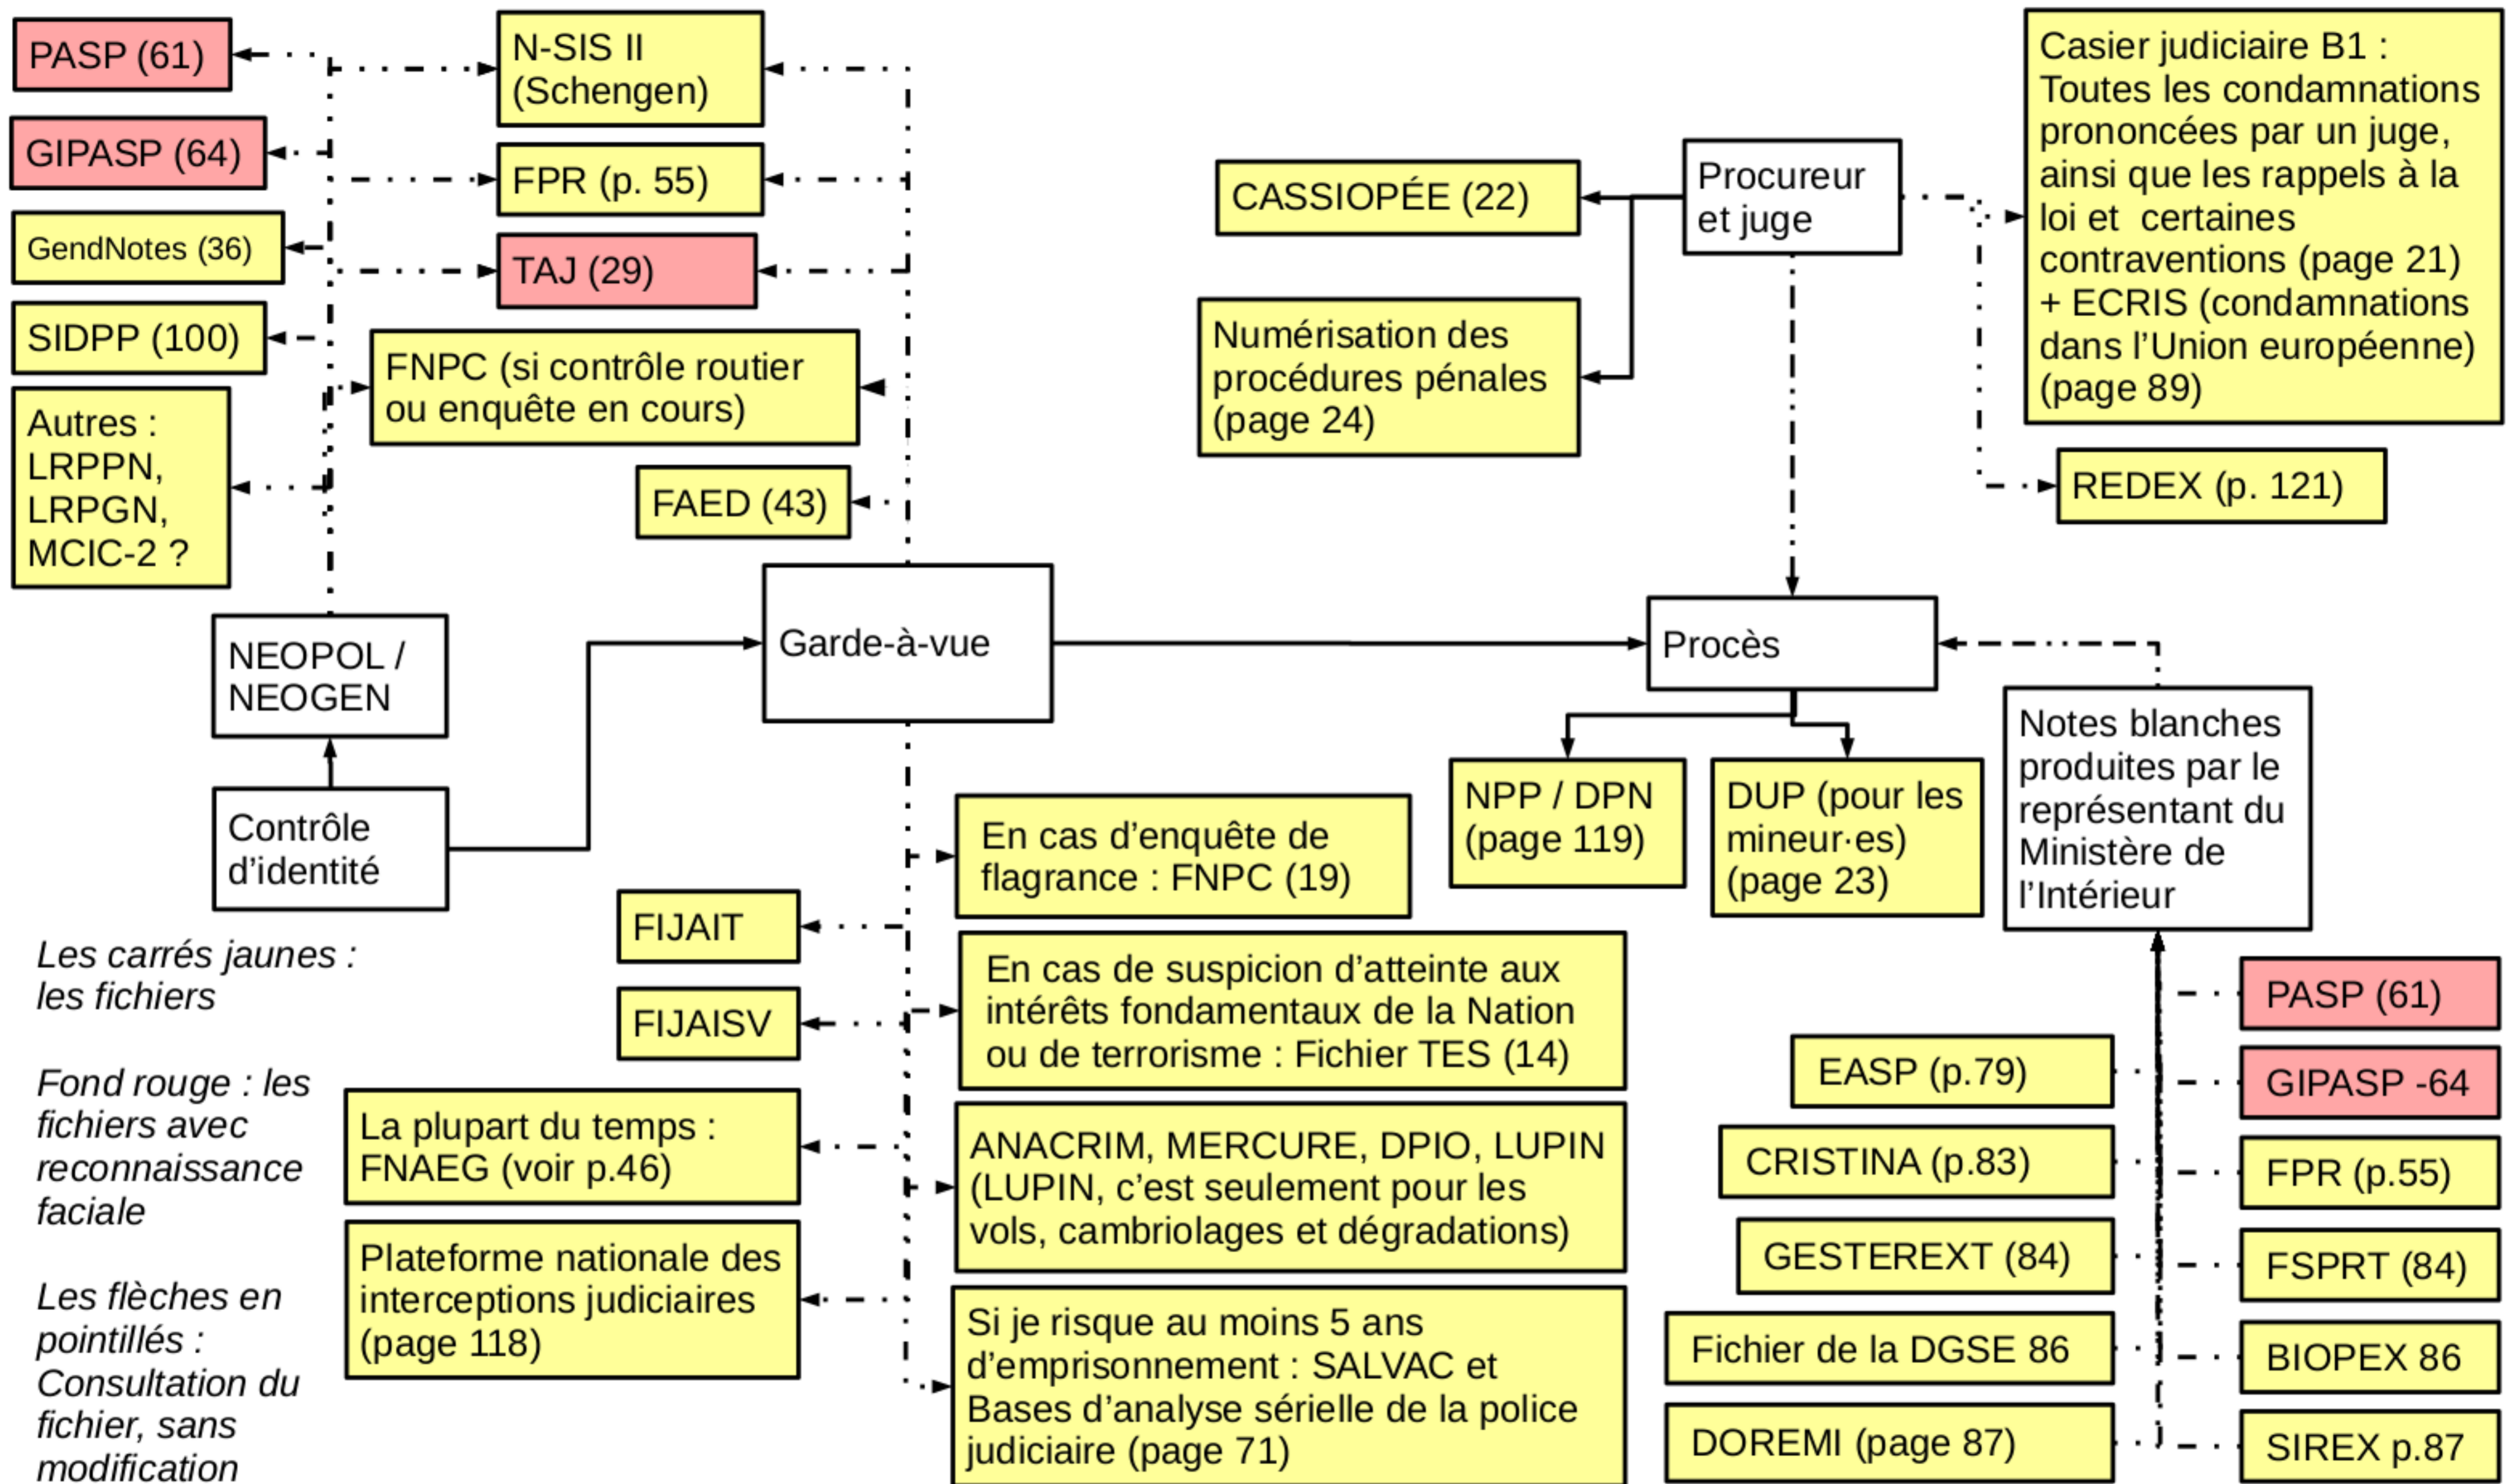 PASP (61)
GIPASP (64)
GendNotes (36)
SIDPP (100)
Autres :
LRPPN,
LRPGN,
MCIC-2 ?
N-SIS II
(Schengen)
FPR (p. 55)
TAJ (29)
FNPC (si contrôle routier
ou enquête en cours)
FAED (43)
CASSIOPÉE (22)
Numérisation des
procédures pénales
(page 24)
Procureur
et juge
Casier judiciaire B1 :
Toutes les condamnations
prononcées par un juge,
ainsi que les rappels à la
loi et  certaines
contraventions (page 21)
+ ECRIS (condamnations
dans l’Union européenne)
(page 89)
REDEX (p. 121)
NEOPOL /
NEOGEN
Contrôle
d’identité
Garde-à-vue
Procès
NPP / DPN
(page 119)
DUP (pour les
mineur·es)
(page 23)
Notes blanches
produites par le
représentant du
Ministère de
l’Intérieur
En cas d’enquête de
flagrance : FNPC (19)
FIJAIT
FIJAISV
La plupart du temps :
FNAEG (voir p.46)
Plateforme nationale des
interceptions judiciaires
(page 118)
En cas de suspicion d’atteinte aux
intérêts fondamentaux de la Nation
ou de terrorisme : Fichier TES (14)
ANACRIM, MERCURE, DPIO, LUPIN
(LUPIN, c’est seulement pour les
vols, cambriolages et dégradations)
Si je risque au moins 5 ans
d’emprisonnement : SALVAC et
Bases d’analyse sérielle de la police
judiciaire (page 71)
EASP (p.79)
CRISTINA (p.83)
GESTEREXT (84)
Fichier de la DGSE 86
DOREMI (page 87)
PASP (61)
GIPASP -64
FPR (p.55)
FSPRT (84)
BIOPEX 86
SIREX p.87
Les carrés jaunes :
les fichiers
Fond rouge : les
fichiers avec
reconnaissance
faciale
Les flèches en
pointillés :
Consultation du
fichier, sans
modification